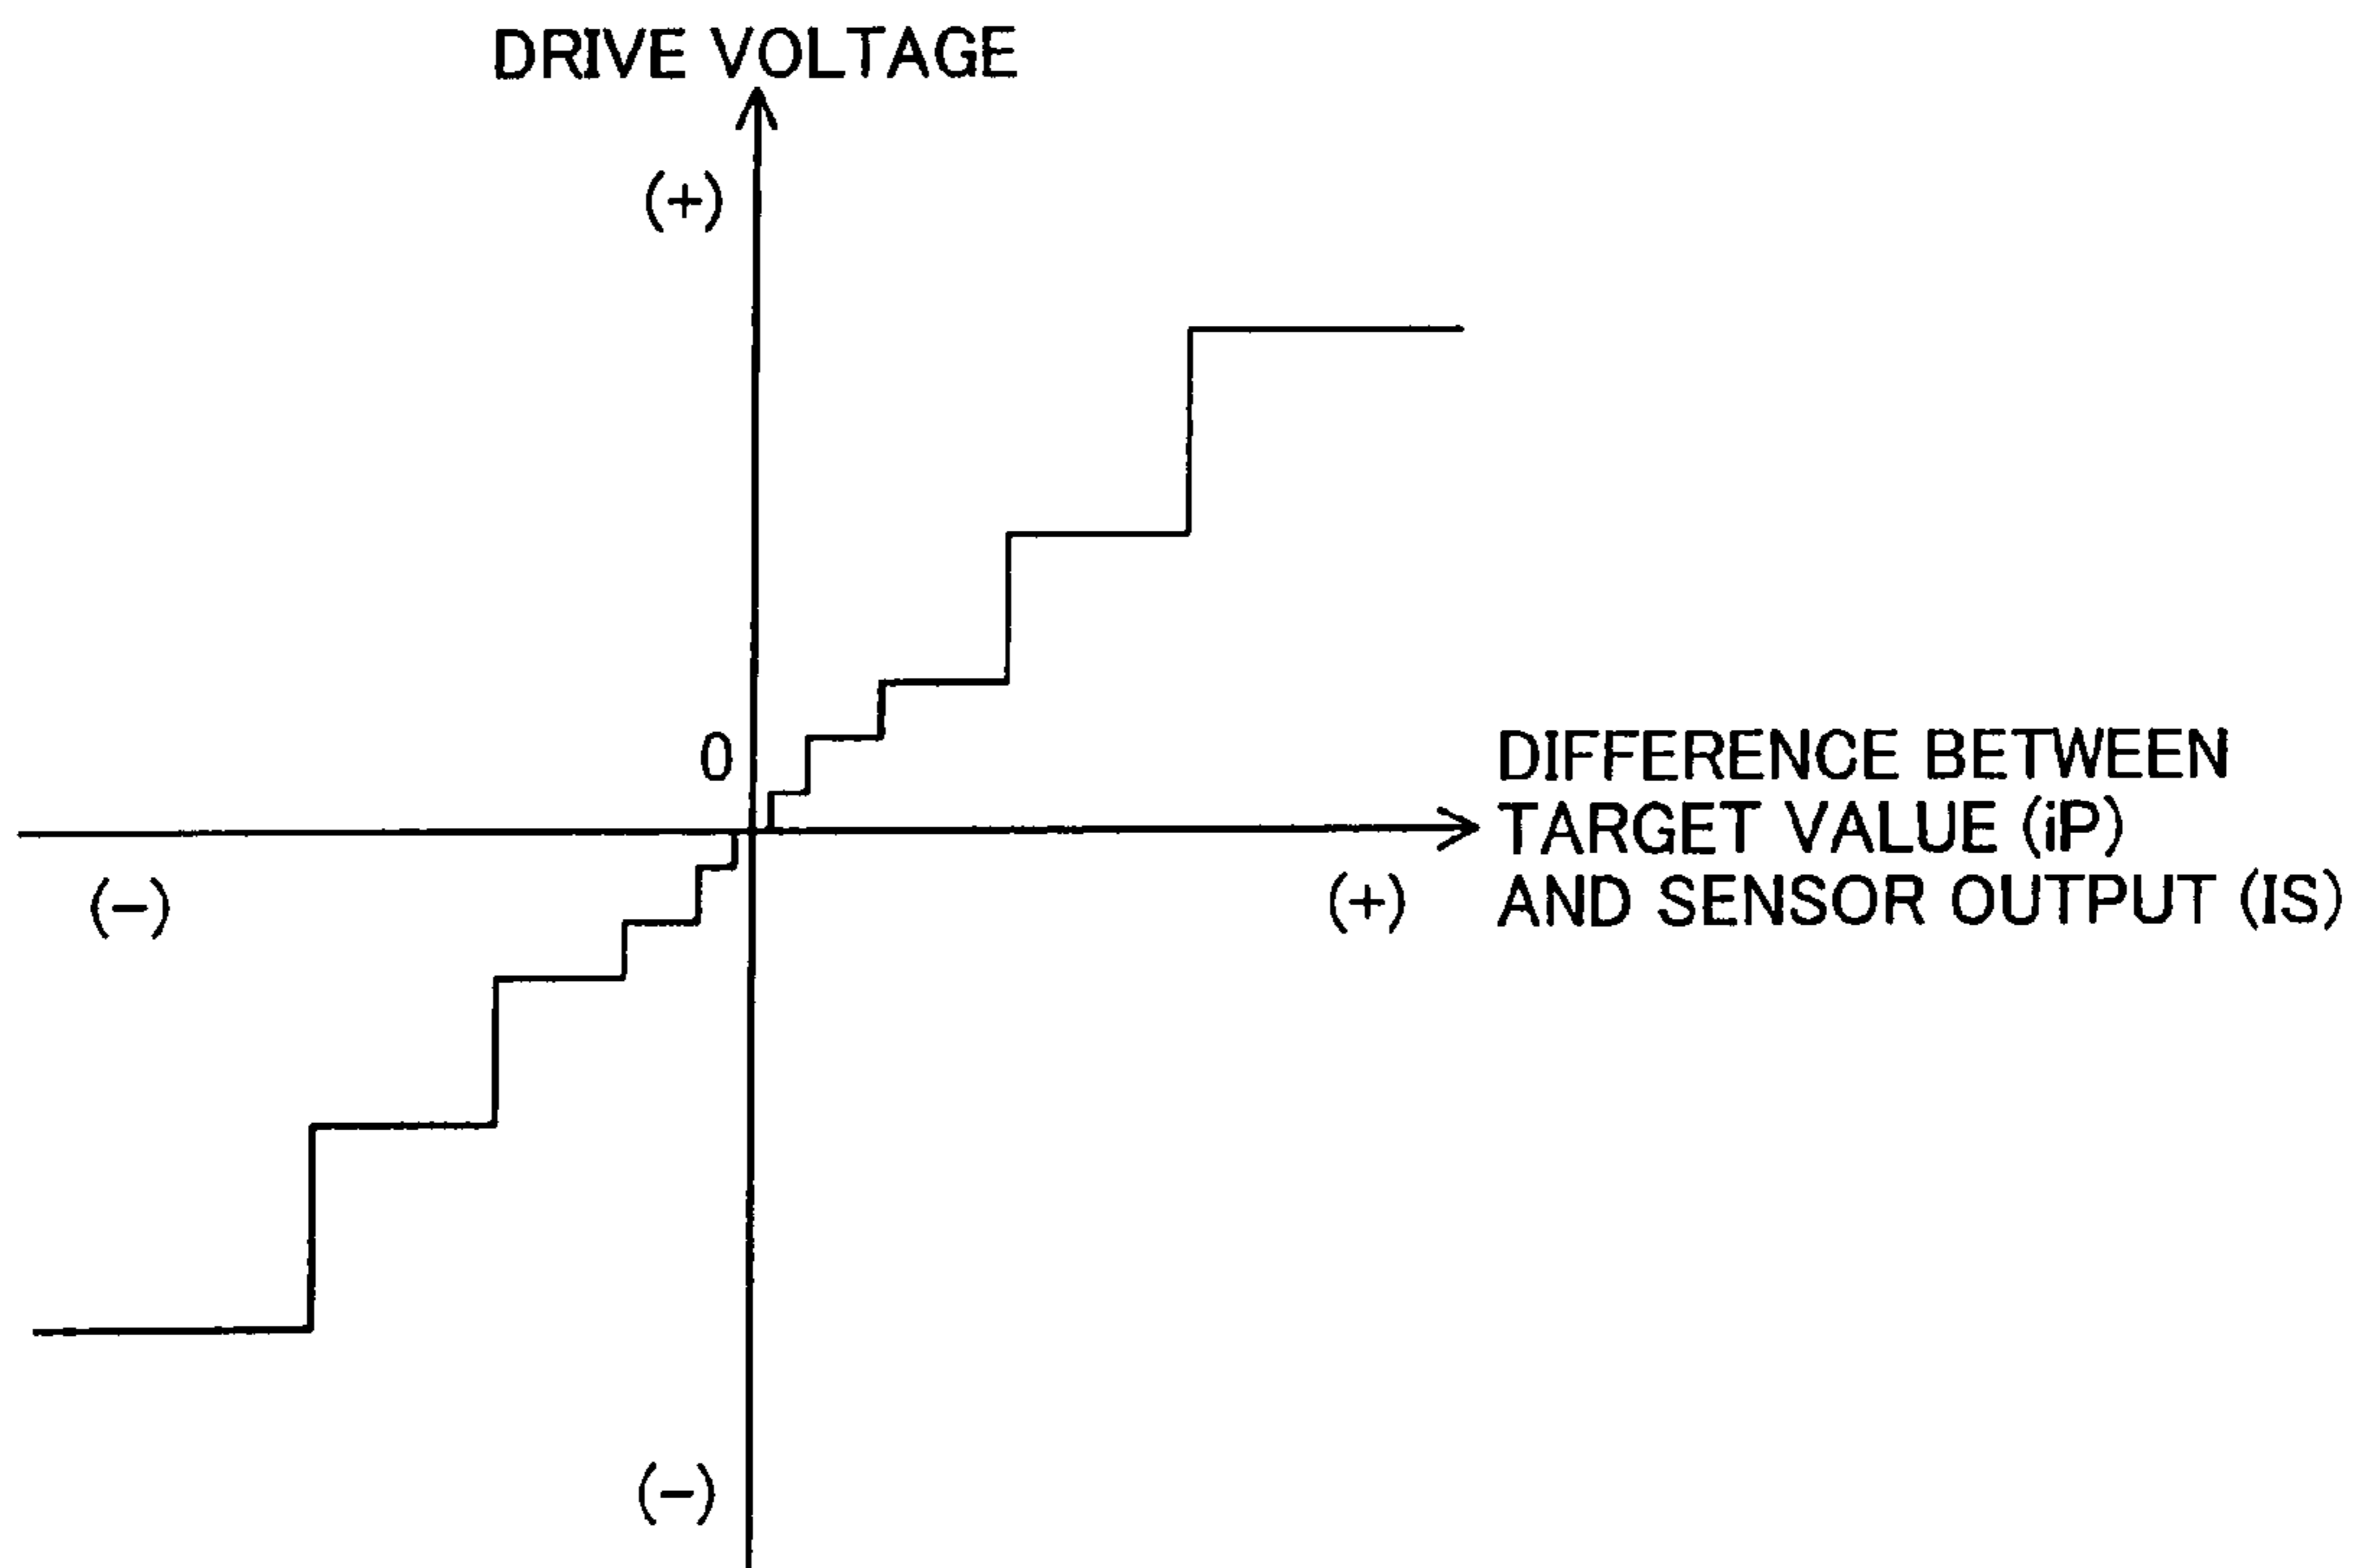 DRIVE VOLTAGE
(+)
0
DIFFERENCE BETWEEN
TARGET VALUE (iP)
AND SENSOR OUTPUT (IS)
(−)
(+)
(−)